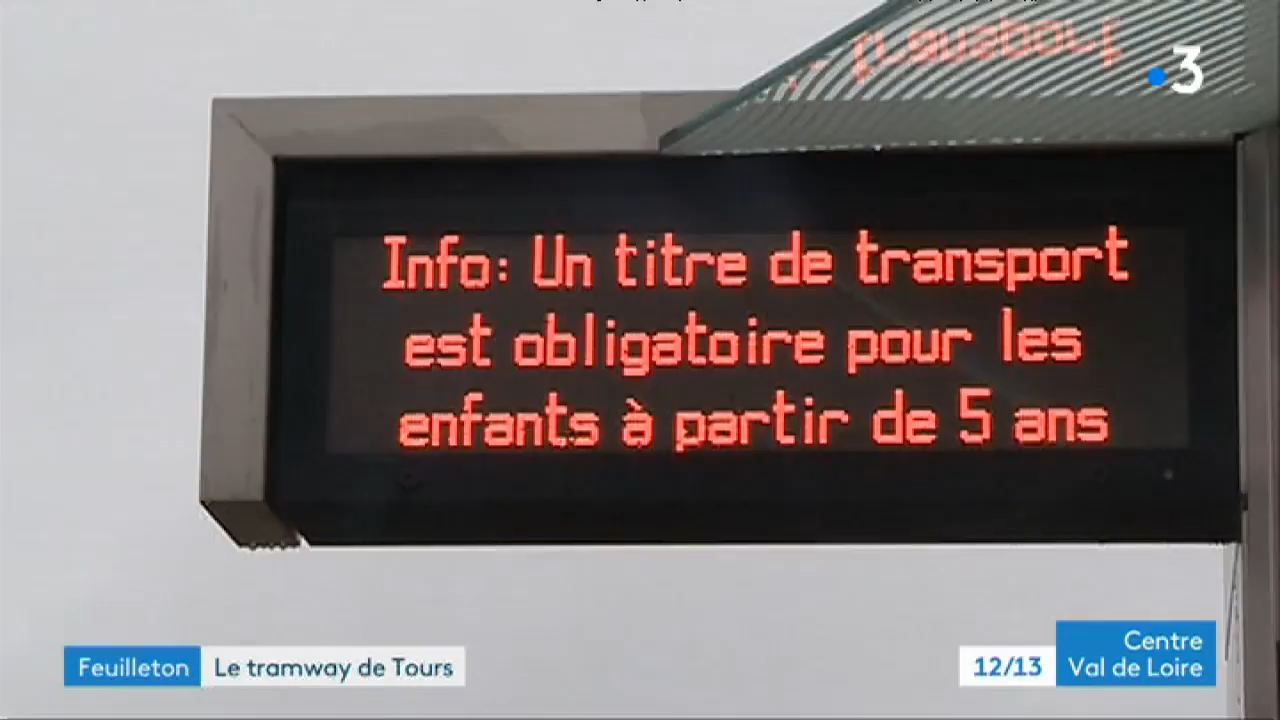 3
Info: Un titre de transport
est obligatoire pour les
enfants à partir de 5 ans
Feuilleton Le tramway de Tours
12/13 Centre
Val de Loire